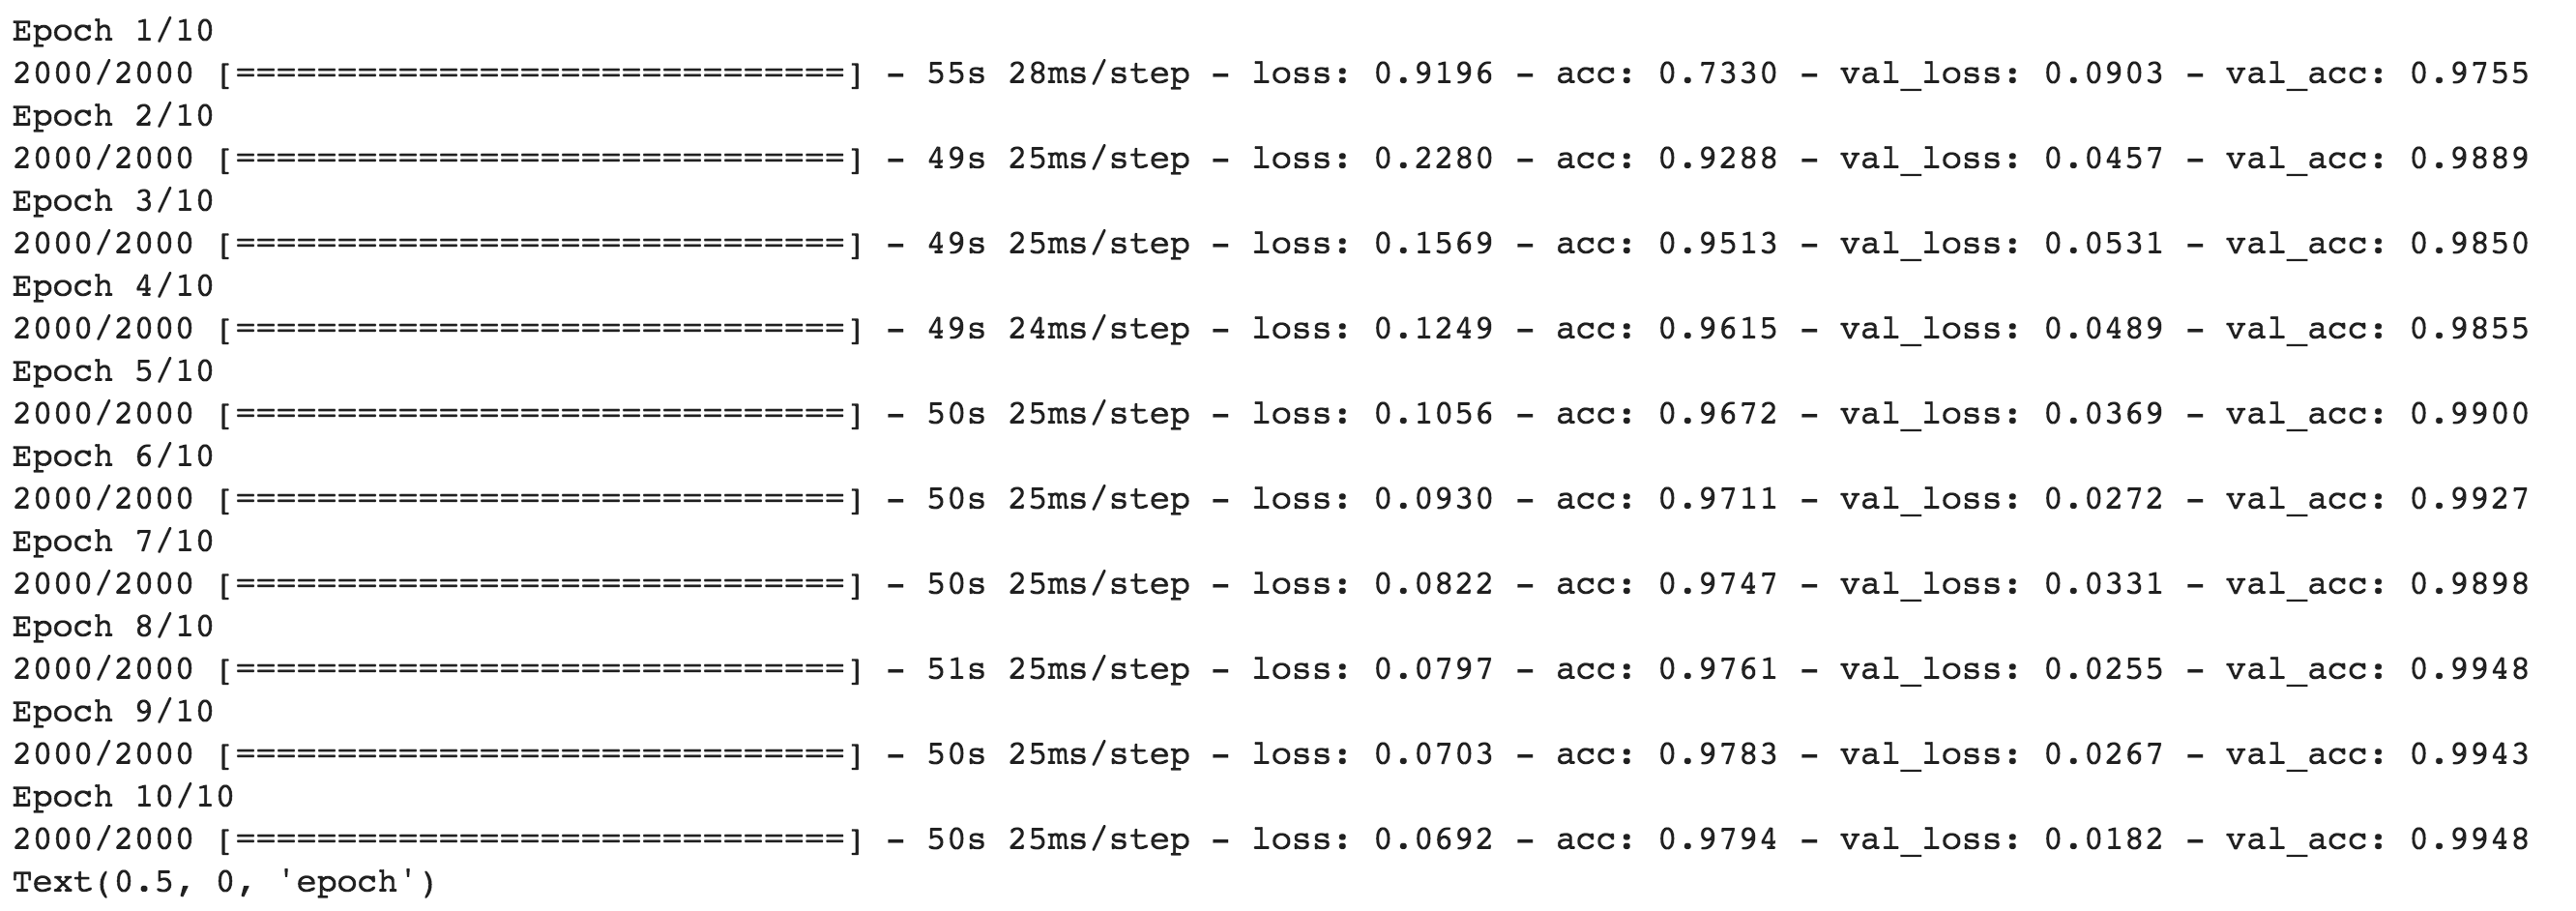 Epoch 1/10
2000/2000 [==============================] - 55s 28ms/step - loss: 0.9196 - acc: 0.7330 - val_loss: 0.0903 - val_acc: 0.9755
Epoch 2/10
2000/2000 [==============================] - 49s 25ms/step - loss: 0.2280 - acc: 0.9288 - val_loss: 0.0457 - val_acc: 0.9889
Epoch 3/10
2000/2000 [==============================] - 49s 25ms/step - loss: 0.1569 - acc: 0.9513 - val_loss: 0.0531 - val_acc: 0.9850
Epoch 4/10
2000/2000 [==============================] - 49s 24ms/step - loss: 0.1249 - acc: 0.9615 - val_loss: 0.0489 - val_acc: 0.9855
Epoch 5/10
2000/2000 [==============================] - 50s 25ms/step - loss: 0.1056 - acc: 0.9672 - val_loss: 0.0369 - val_acc: 0.9900
Epoch 6/10
2000/2000 [==============================] - 50s 25ms/step - loss: 0.0930 - acc: 0.9711 - val_loss: 0.0272 - val_acc: 0.9927
Epoch 7/10
2000/2000 [==============================] - 50s 25ms/step - loss: 0.0822 - acc: 0.9747 - val_loss: 0.0331 - val_acc: 0.9898
Epoch 8/10
2000/2000 [==============================] - 51s 25ms/step - loss: 0.0797 - acc: 0.9761 - val_loss: 0.0255 - val_acc: 0.9948
Epoch 9/10
2000/2000 [==============================] - 50s 25ms/step - loss: 0.0703 - acc: 0.9783 - val_loss: 0.0267 - val_acc: 0.9943
Epoch 10/10
2000/2000 [==============================] - 50s 25ms/step - loss: 0.0692 - acc: 0.9794 - val_loss: 0.0182 - val_acc: 0.9948
Text(0.5, 0, 'epoch')